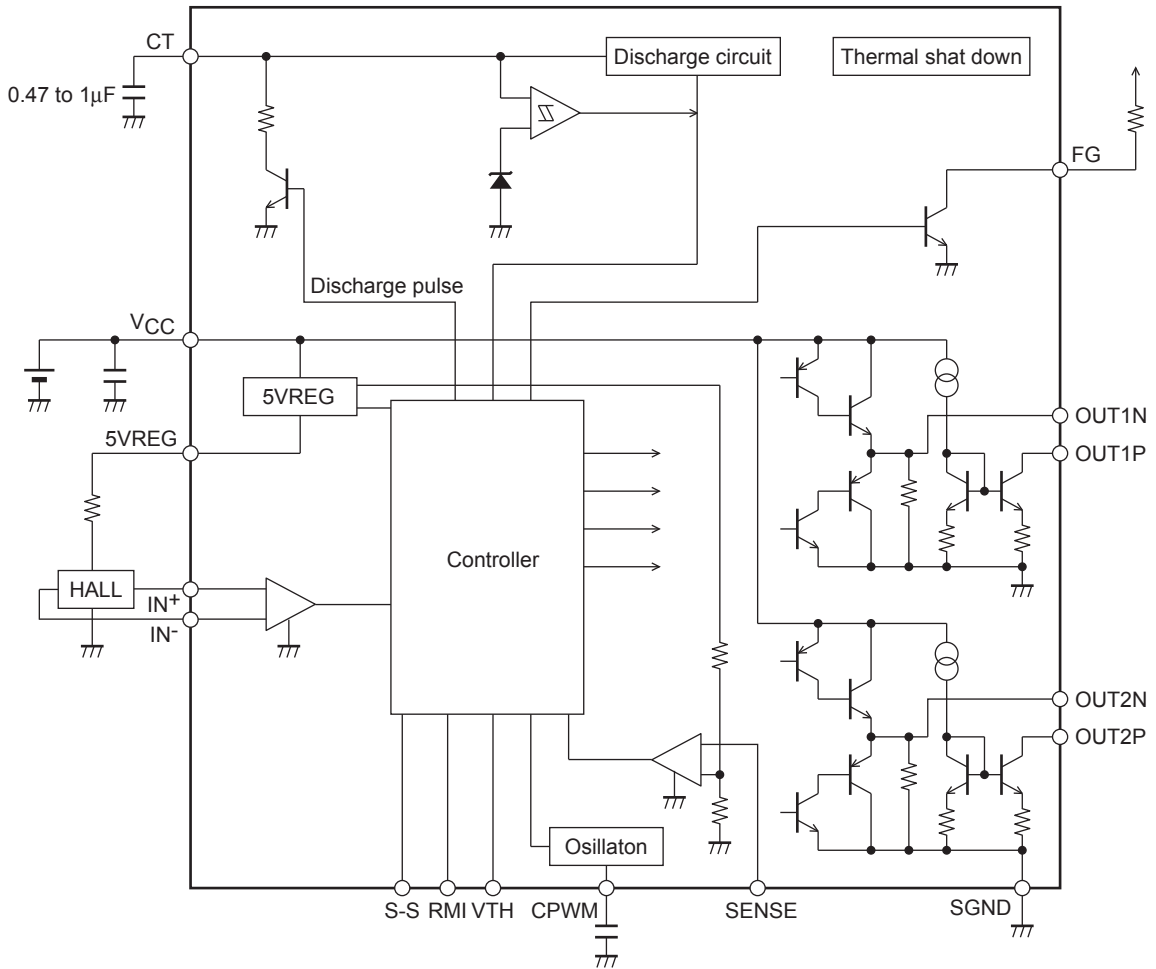 CT
Discharge circuit
Thermal shat down
0.47 to 1μF
FG
Discharge pulse
VCC
5VREG
OUT1N
5VREG
OUT1P
Controller
HALL
IN+
IN-
OUT2N
OUT2P
Osillaton
S-S RMI VTH CPWM SENSE SGND